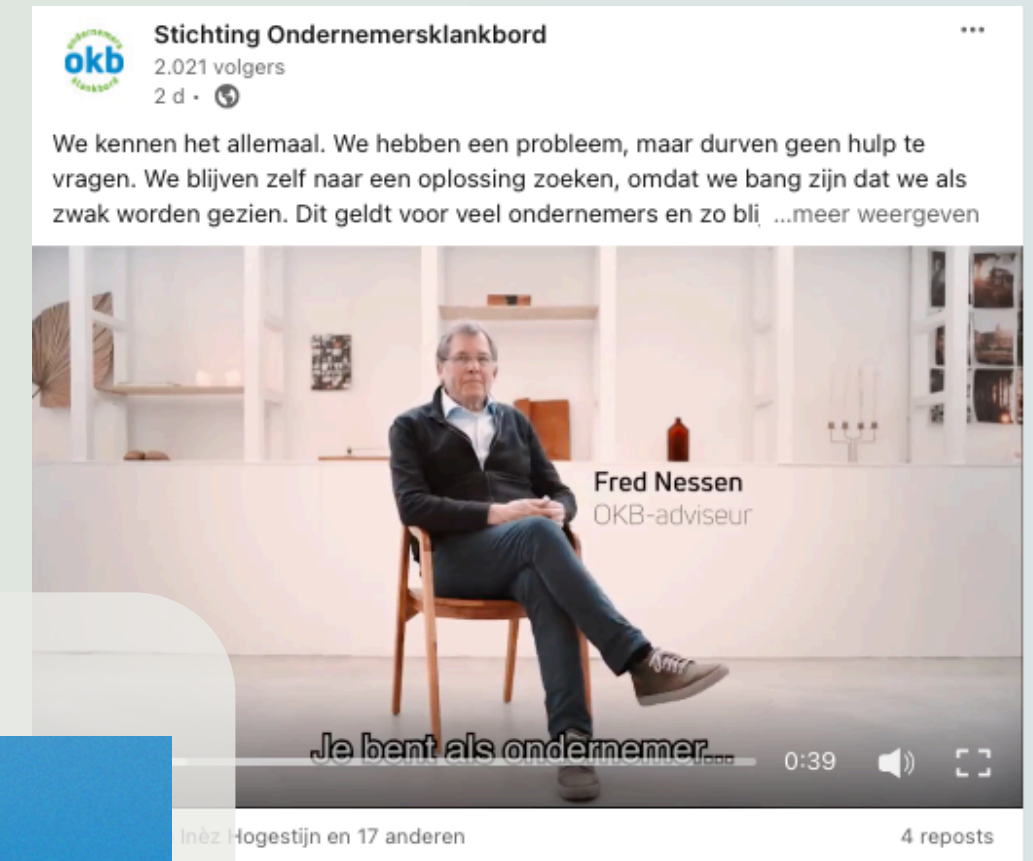 Stichting Ondernemersklankbord
ondernemers
okb
klankbord
2.021 volgers
2 d •
We kennen het allemaal. We hebben een probleem, maar durven geen hulp te
vragen. We blijven zelf naar een oplossing zoeken, omdat we bang zijn dat we als
zwak worden gezien. Dit geldt voor veel ondernemers en zo bli ...meer weergeven
Fred Nessen
OKB-adviseur
Je bent als ondernemer...
0:39
Inèz Hogestijn en 17 anderen
4 reposts